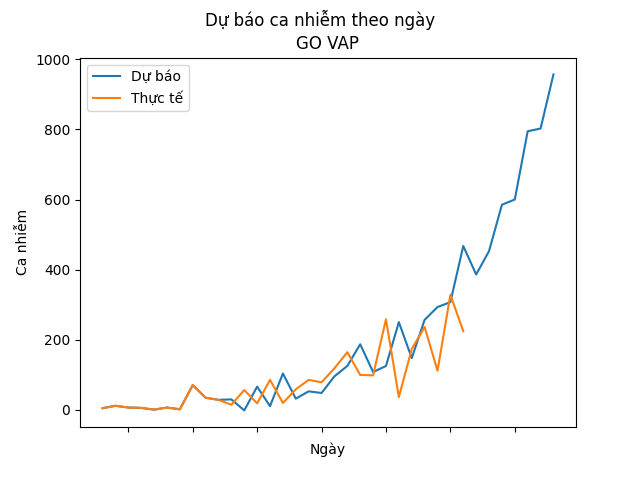 Dự báo ca nhiễm theo ngày
GO VAP
Dự báo
Thực tế
1000
800
600
400
200
0
Ca nhiễm
Ngày